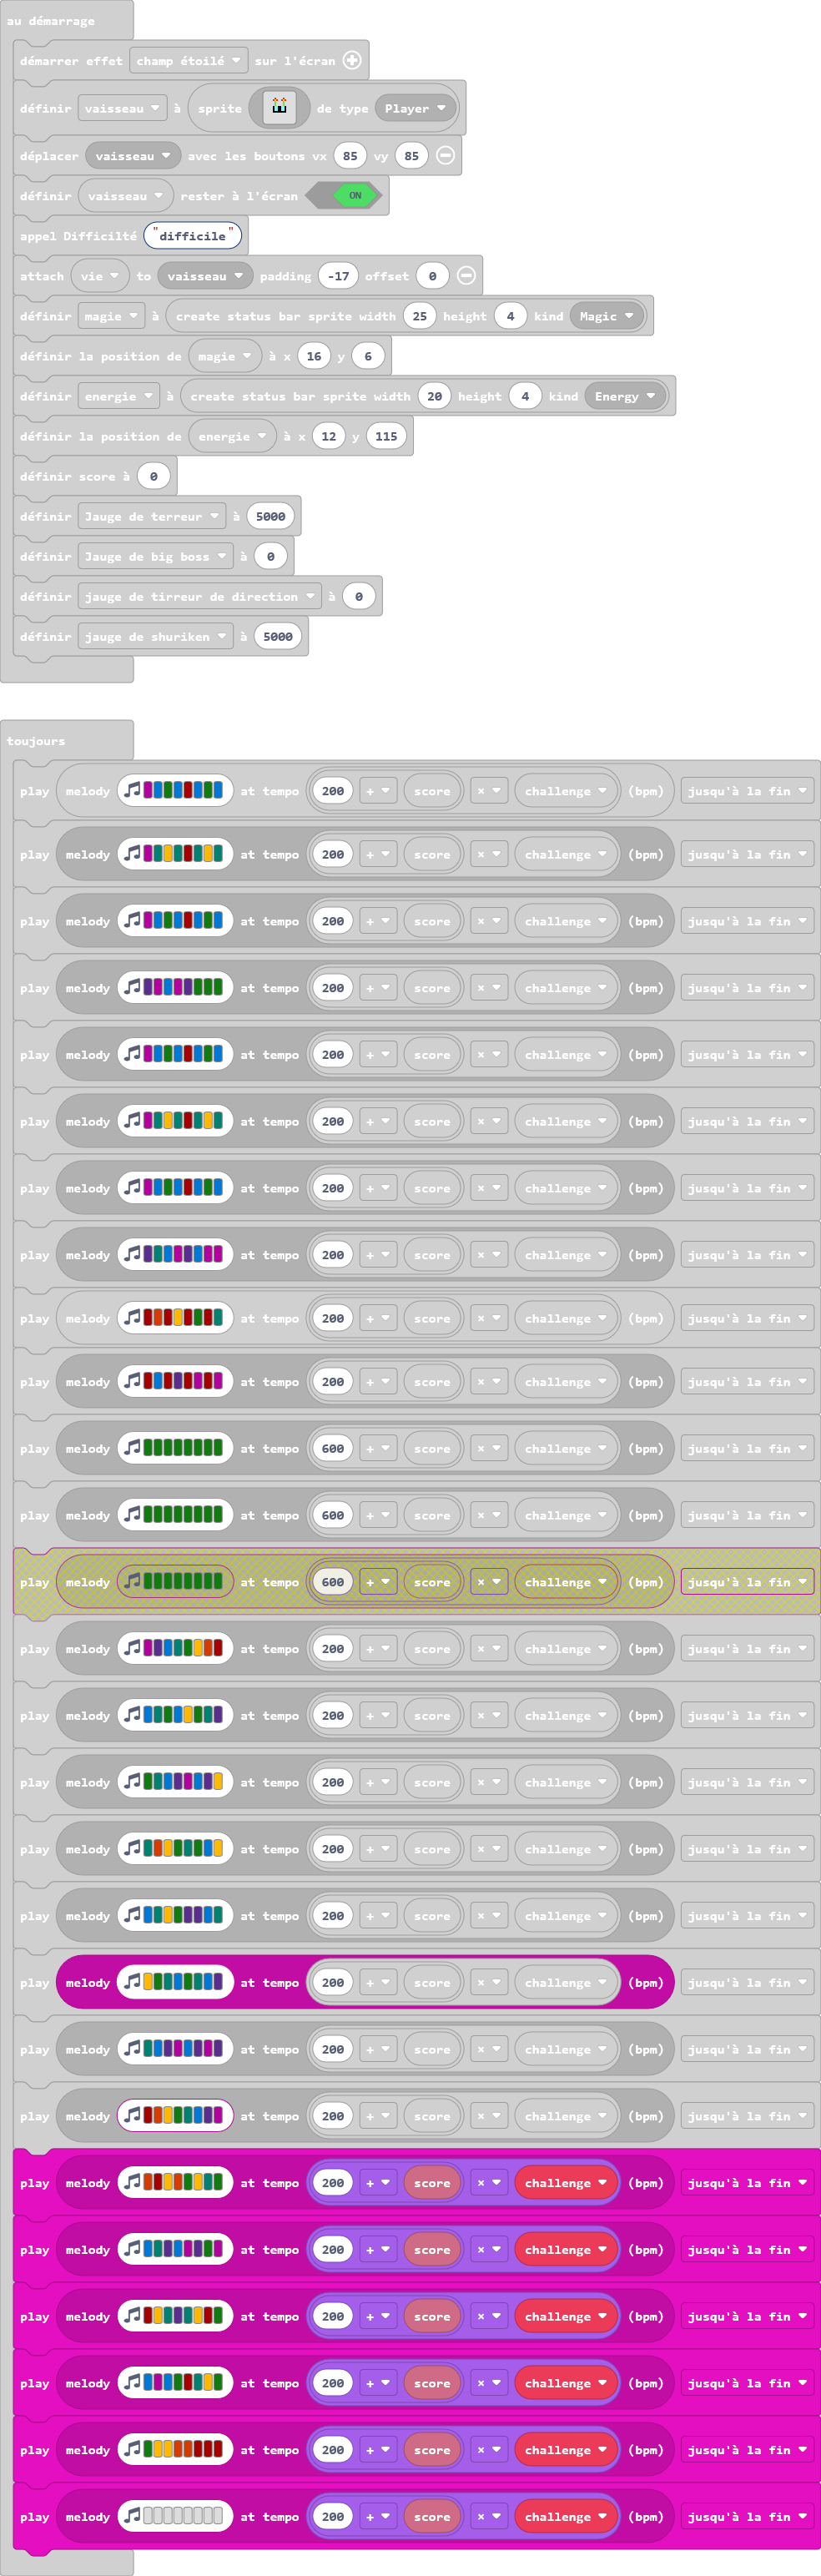 au démarrage
démarrer effet champ étoilé sur l'écran
définir vaisseau à sprite de type Player
déplacer vaisseau avec les boutons vx 85 vy 85
définir vaisseau rester à l'écran ON
appel Difficilté "difficile"
attach vie to vaisseau padding -17 offset 0
définir magie à create status bar sprite width 25 height 4 kind Magic
définir la position de magie à x 16 y 6
définir energie à create status bar sprite width 20 height 4 kind Energy
définir la position de energie à x 12 y 115
définir score à 0
définir Jauge de terreur à 5000
définir Jauge de big boss à 0
définir jauge de tirreur de direction à 0
définir jauge de shuriken à 5000
toujours
play melody at tempo 200 + score × challenge (bpm) jusqu'à la fin
play melody at tempo 200 + score × challenge (bpm) jusqu'à la fin
play melody at tempo 200 + score × challenge (bpm) jusqu'à la fin
play melody at tempo 200 + score × challenge (bpm) jusqu'à la fin
play melody at tempo 200 + score × challenge (bpm) jusqu'à la fin
play melody at tempo 200 + score × challenge (bpm) jusqu'à la fin
play melody at tempo 200 + score × challenge (bpm) jusqu'à la fin
play melody at tempo 200 + score × challenge (bpm) jusqu'à la fin
play melody at tempo 200 + score × challenge (bpm) jusqu'à la fin
play melody at tempo 200 + score × challenge (bpm) jusqu'à la fin
play melody at tempo 600 + score × challenge (bpm) jusqu'à la fin
play melody at tempo 600 + score × challenge (bpm) jusqu'à la fin
play melody at tempo 600 + score × challenge (bpm) jusqu'à la fin
play melody at tempo 200 + score × challenge (bpm) jusqu'à la fin
play melody at tempo 200 + score × challenge (bpm) jusqu'à la fin
play melody at tempo 200 + score × challenge (bpm) jusqu'à la fin
play melody at tempo 200 + score × challenge (bpm) jusqu'à la fin
play melody at tempo 200 + score × challenge (bpm) jusqu'à la fin
play melody at tempo 200 + score × challenge (bpm) jusqu'à la fin
play melody at tempo 200 + score × challenge (bpm) jusqu'à la fin
play melody at tempo 200 + score × challenge (bpm) jusqu'à la fin
play melody at tempo 200 + score × challenge (bpm) jusqu'à la fin
play melody at tempo 200 + score × challenge (bpm) jusqu'à la fin
play melody at tempo 200 + score × challenge (bpm) jusqu'à la fin
play melody at tempo 200 + score × challenge (bpm) jusqu'à la fin
play melody at tempo 200 + score × challenge (bpm) jusqu'à la fin
play melody at tempo 200 + score × challenge (bpm) jusqu'à la fin